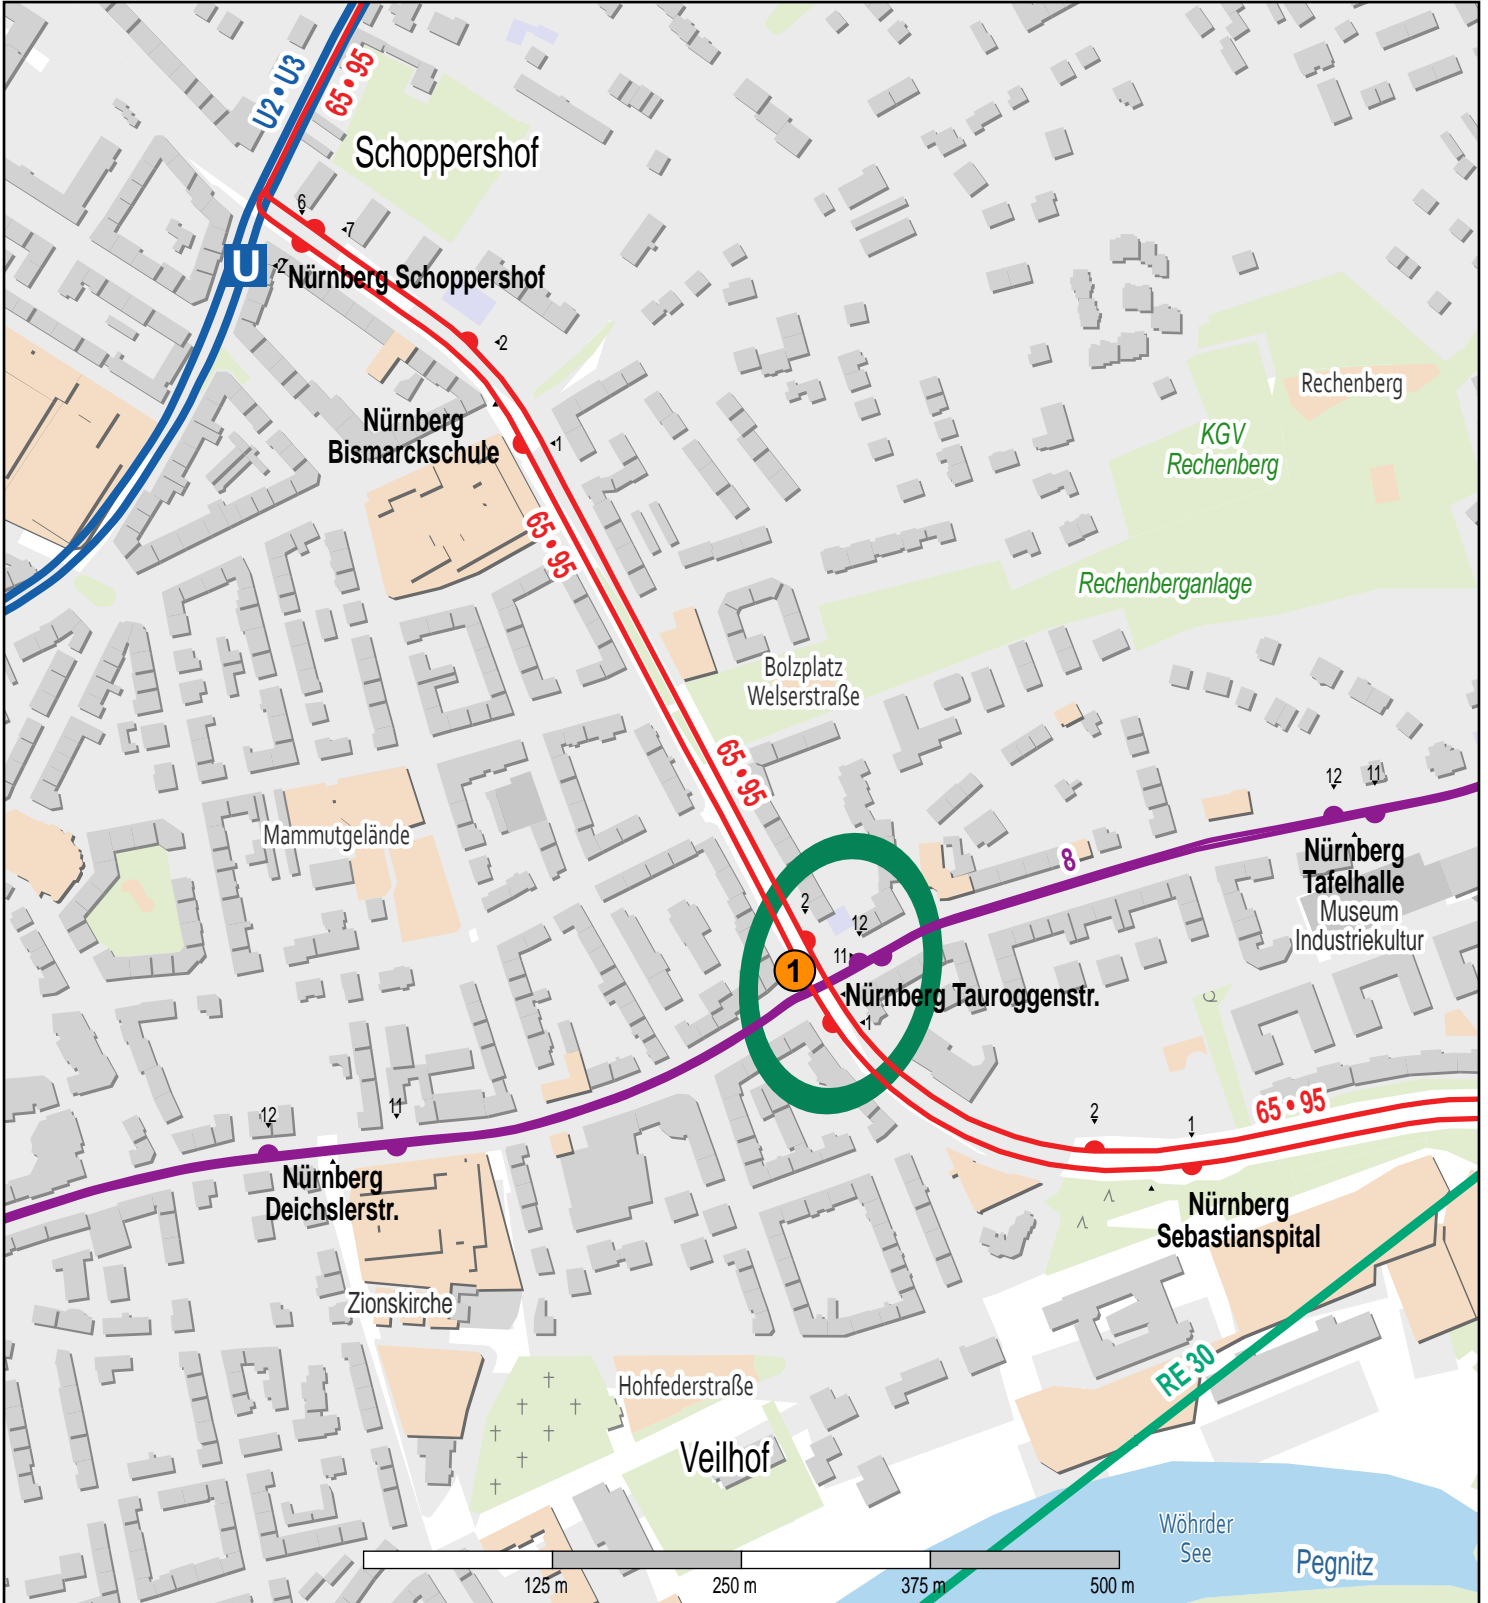 U2 • U3
65 • 95
Schoppershof
6
7
U
2
Nürnberg Schoppershof
2
Nürnberg
Bismarckschule
1
65 • 95
Rechenberg
KGV
Rechenberg
Rechenberganlage
Bolzplatz
Welserstraße
65 • 95
Mammutgelände
12
11
8
Nürnberg
Tafelhalle
Museum
Industriekultur
2
12
11
1
Nürnberg Tauroggenstr.
1
12
11
Nürnberg
Deichslerstr.
2
1
65 • 95
Nürnberg
Sebastianspital
Zionskirche
RE 30
Hohfederstraße
Veilhof
Wöhrder
See
Pegnitz
125 m
250 m
375 m
500 m